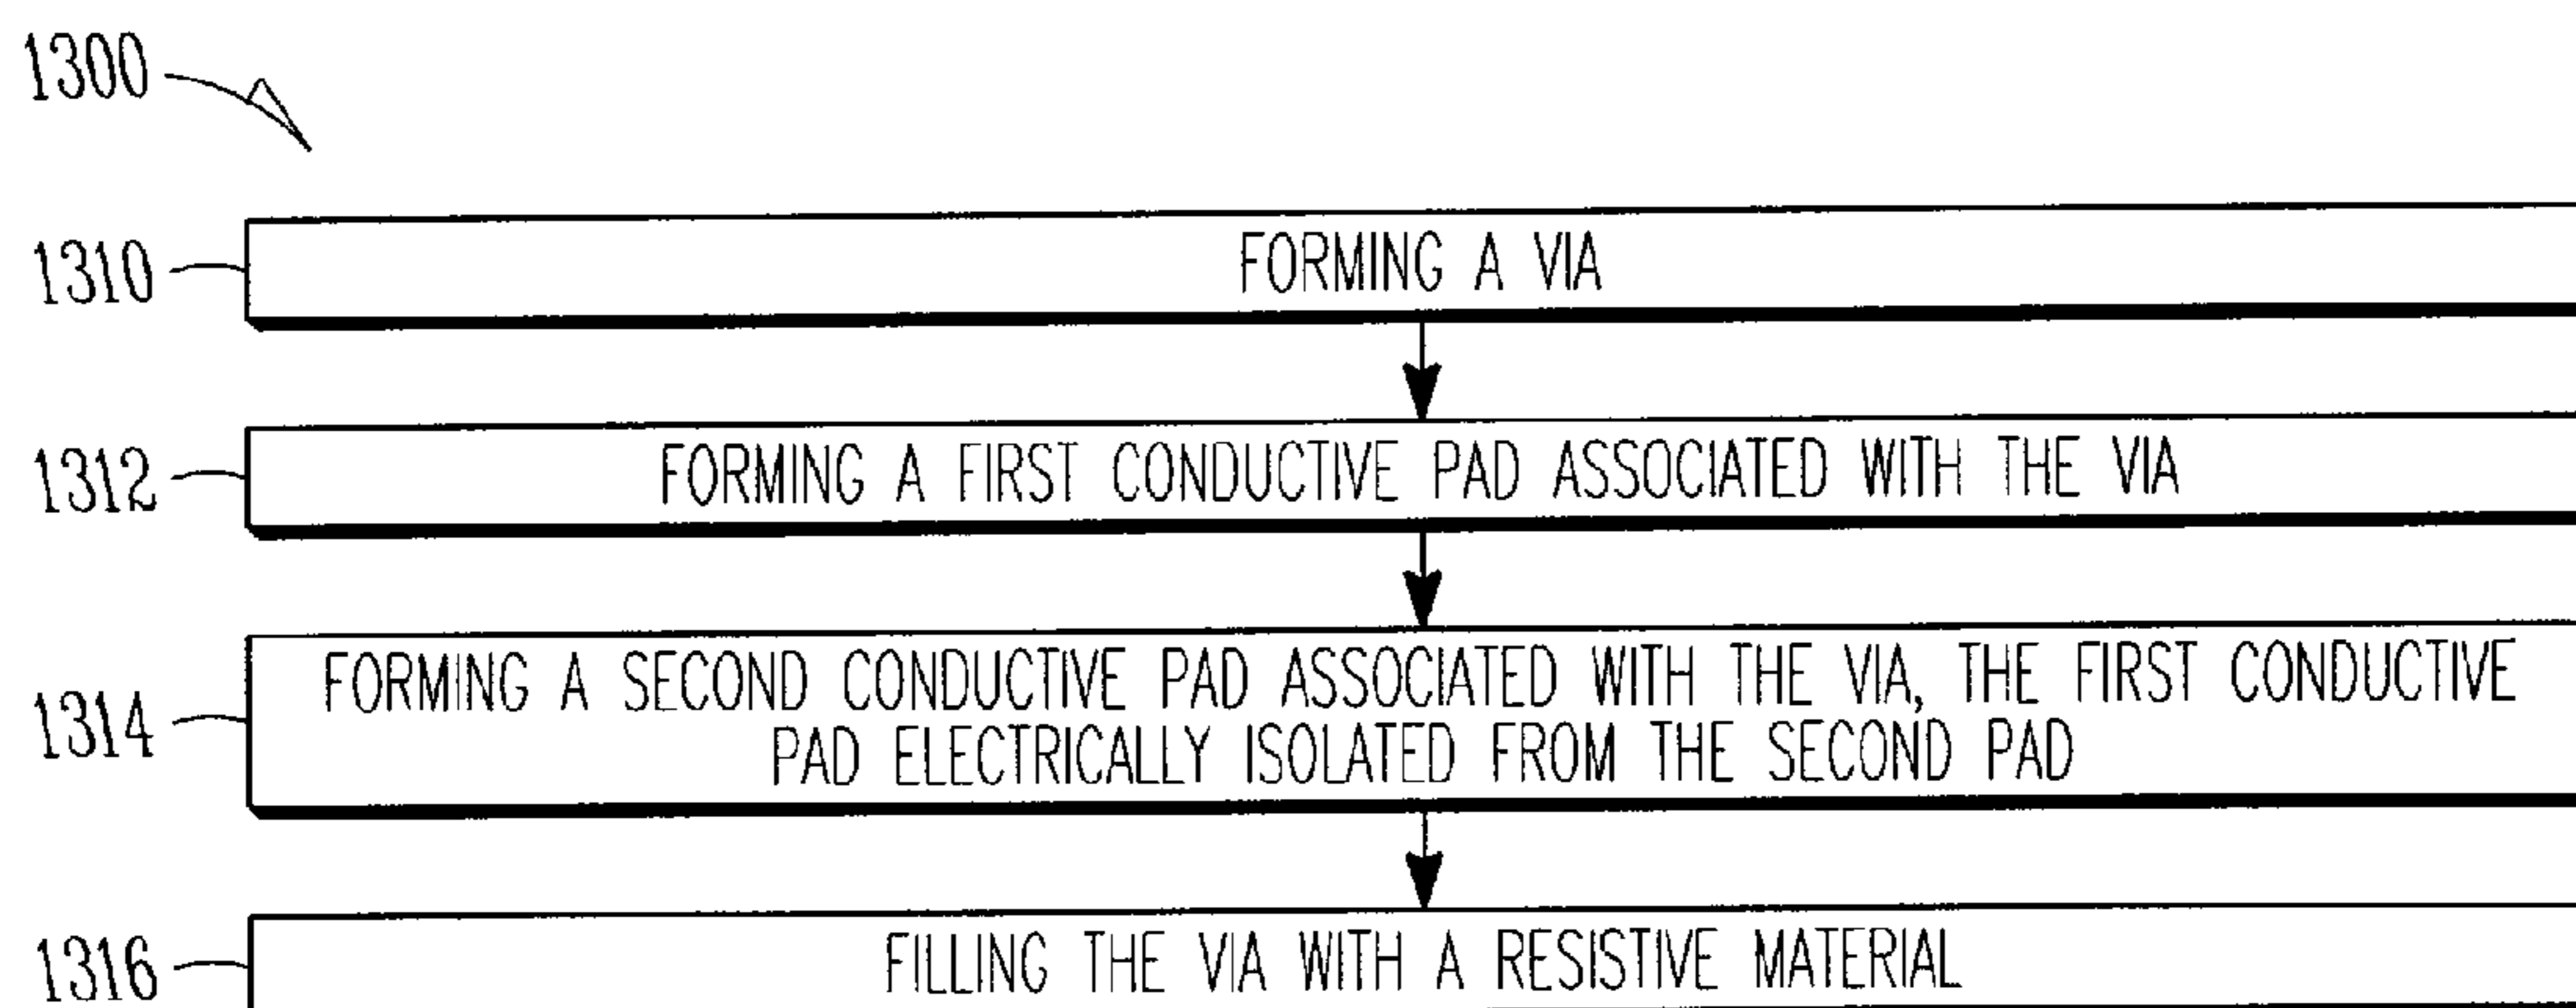 1300
1310
FORMING A VIA
1312
FORMING A FIRST CONDUCTIVE PAD ASSOCIATED WITH THE VIA
1314
FORMING A SECOND CONDUCTIVE PAD ASSOCIATED WITH THE VIA, THE FIRST CONDUCTIVE
PAD ELECTRICALLY ISOLATED FROM THE SECOND PAD
1316
FILLING THE VIA WITH A RESISTIVE MATERIAL